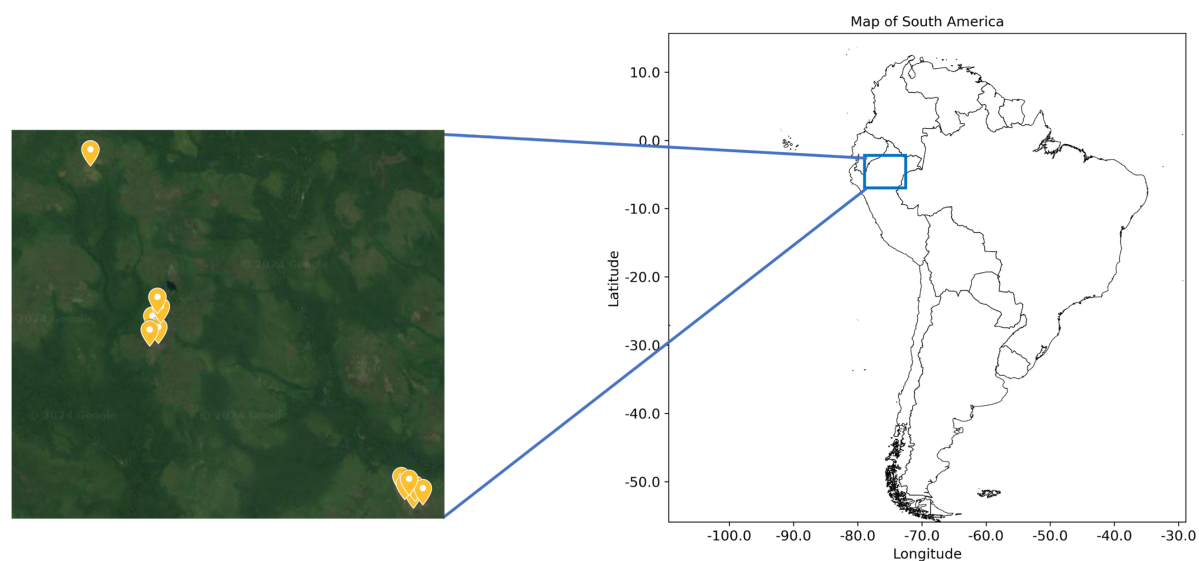 Map of South America
10.0
0.0
-10.0
-20.0
-30.0
-40.0
-50.0
Latitude
-100.0 -90.0 -80.0 -70.0 -60.0 -50.0 -40.0 -30.0
Longitude
© 2024 Google
2024 Google
© 2024 Google © 2024 Google